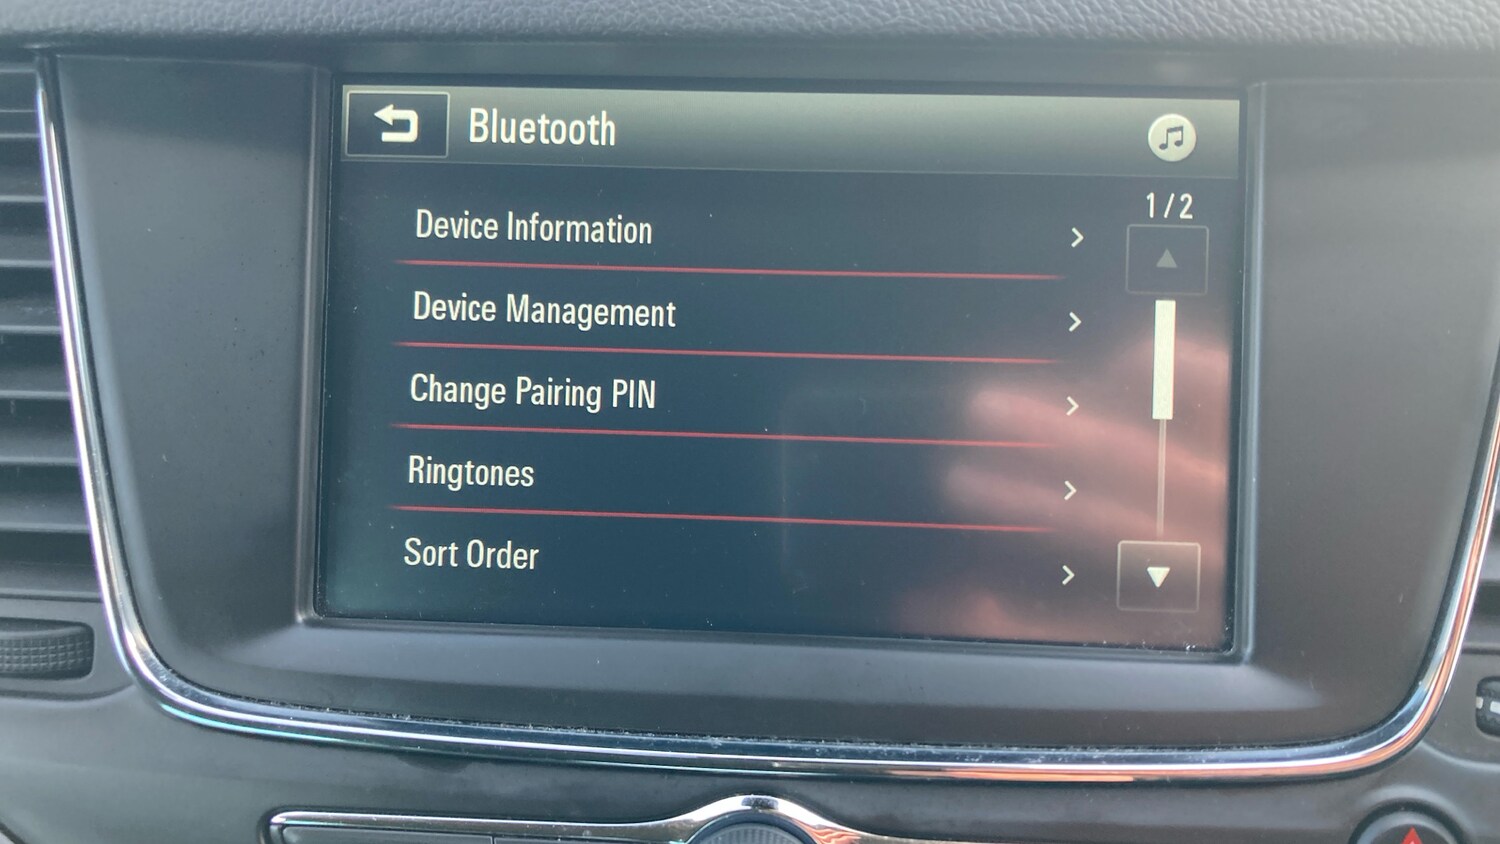 Bluetooth
1/2
Device Information
Device Management
Change Pairing PIN
Ringtones
Sort Order